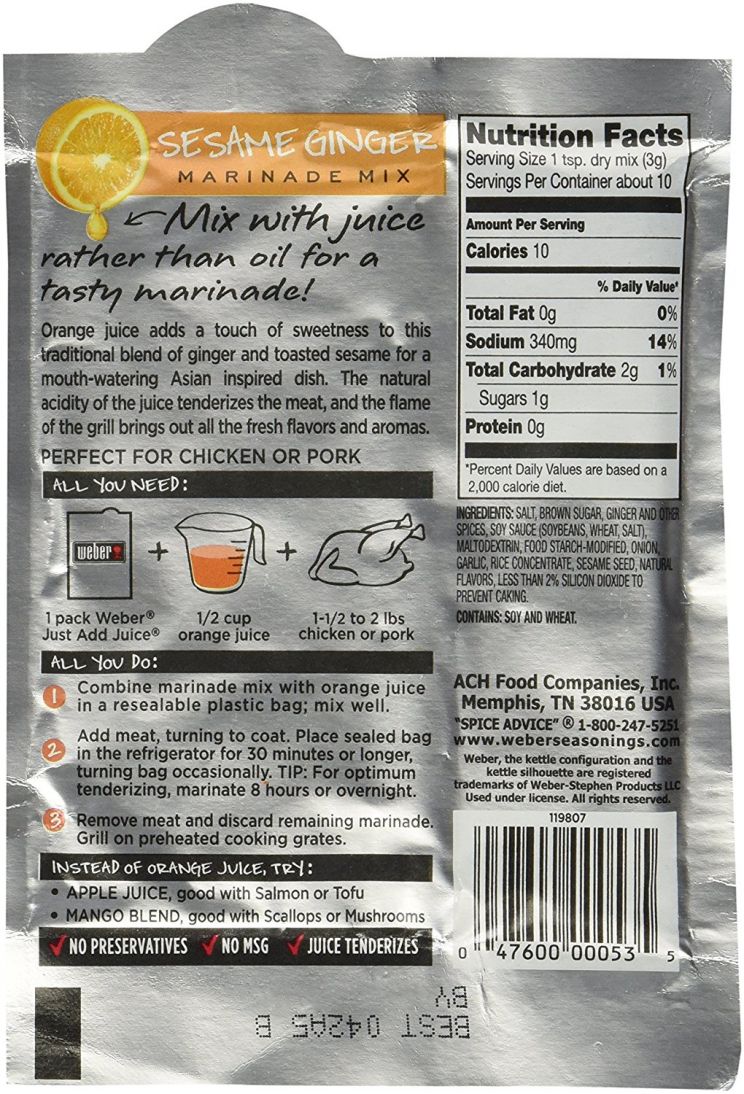 SESAME GINGER
MARINADE MIX
Mix with juice
rather than oil for a
tasty marinade!
Orange juice adds a touch of sweetness to this
traditional blend of ginger and toasted sesame for a
mouth-watering Asian inspired dish. The natural
acidity of the juice tenderizes the meat, and the flame
of the grill brings out all the fresh flavors and aromas.
PERFECT FOR CHICKEN OR PORK
ALL YOU NEED:
weber
+
+
1 pack Weber®
Just Add Juice®
1/2 cup
orange juice
1-1/2 to 2 lbs
chicken or pork
ALL YOU DO:
1 Combine marinade mix with orange juice
in a resealable plastic bag; mix well.
2 Add meat, turning to coat. Place sealed bag
in the refrigerator for 30 minutes or longer,
turning bag occasionally. TIP: For optimum
tenderizing, marinate 8 hours or overnight.
3 Remove meat and discard remaining marinade.
Grill on preheated cooking grates.
INSTEAD OF ORANGE JUICE, TRY:
• APPLE JUICE, good with Salmon or Tofu
• MANGO BLEND, good with Scallops or Mushrooms
NO PRESERVATIVES NO MSG JUICE TENDERIZES
Nutrition Facts
Serving Size 1 tsp. dry mix (3g)
Servings Per Container about 10
Amount Per Serving
Calories 10
% Daily Value*
Total Fat 0g 0%
Sodium 340mg 14%
Total Carbohydrate 2g 1%
Sugars 1g
Protein 0g
*Percent Daily Values are based on a
2,000 calorie diet.
INGREDIENTS: SALT, BROWN SUGAR, GINGER AND OTHER
SPICES, SOY SAUCE (SOYBEANS, WHEAT, SALT),
MALTODEXTRIN, FOOD STARCH-MODIFIED, ONION,
GARLIC, RICE CONCENTRATE, SESAME SEED, NATURAL
FLAVORS, LESS THAN 2% SILICON DIOXIDE TO
PREVENT CAKING.
CONTAINS: SOY AND WHEAT.
ACH Food Companies, Inc.
Memphis, TN 38016 USA
"SPICE ADVICE" ® 1-800-247-5251
www.weberseasonings.com
Weber, the kettle configuration and the
kettle silhouette are registered
trademarks of Weber-Stephen Products LLC
Used under license. All rights reserved.
119807
0 47600 00053 5
BEST 042A5 B
BY